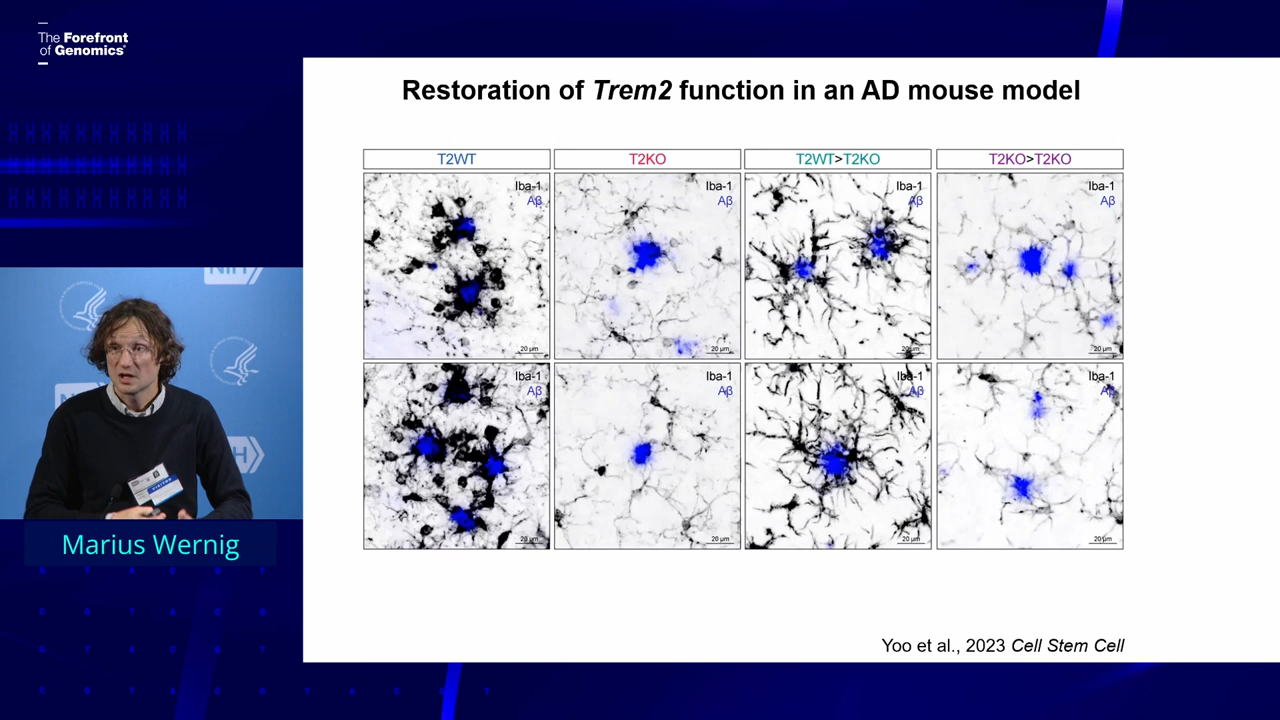 The Forefront
of Genomics®
Restoration of Trem2 function in an AD mouse model
T2WT
T2KO
T2WT>T2KO
T2KO>T2KO
Iba-1
Aβ
20 µm
Iba-1
Aβ
20 µm
Iba-1
Aβ
20 µm
Iba-1
Aβ
20 µm
Iba-1
Aβ
20 µm
Iba-1
Aβ
20 µm
Iba-1
Aβ
20 µm
Iba-1
Aβ
20 µm
NIH
VISITOR
Marius Wernig
Yoo et al., 2023 Cell Stem Cell